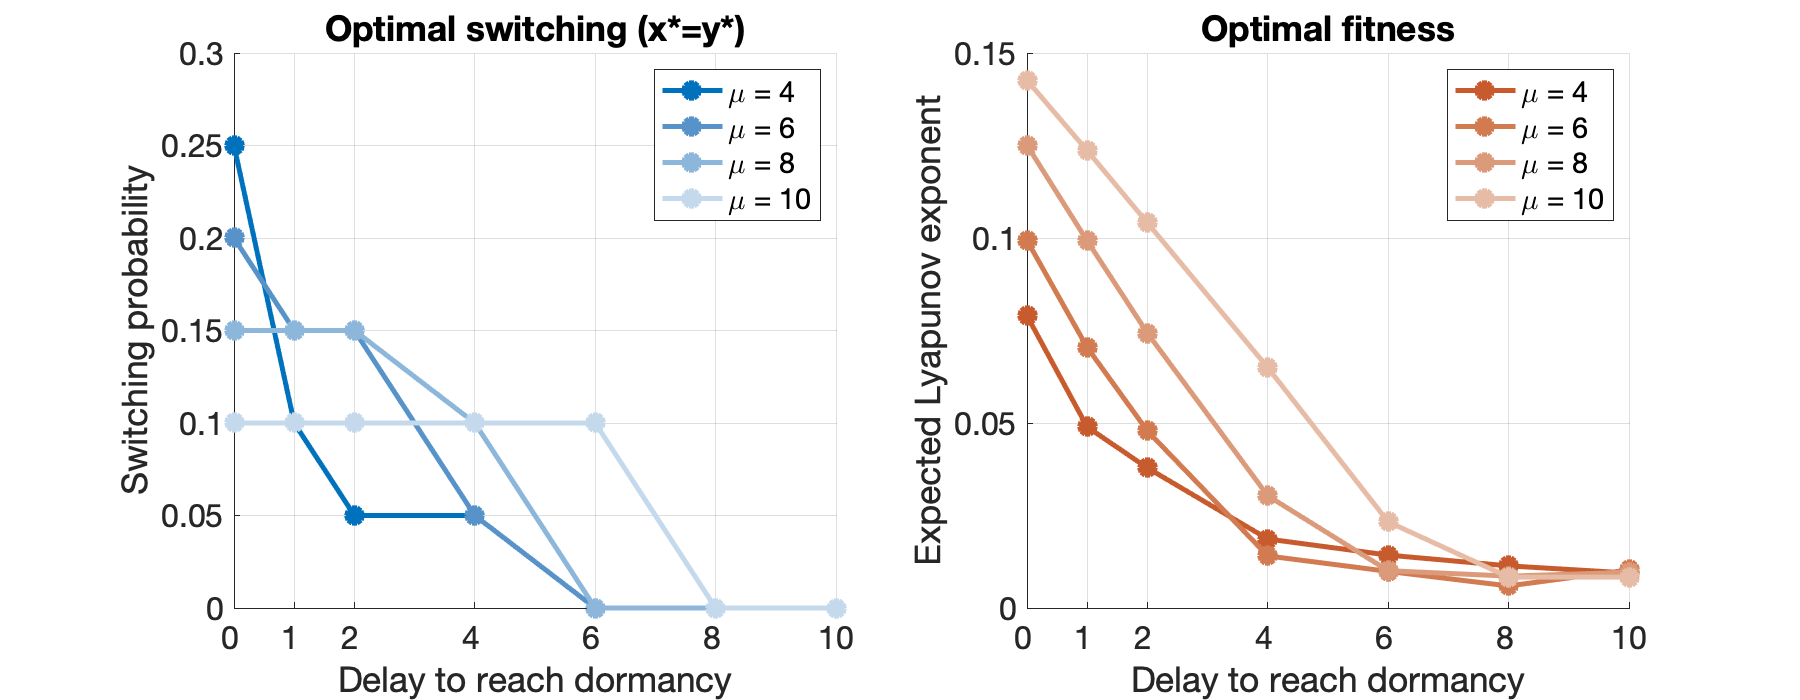 Optimal switching (x*=y*)
0.3
0.25
0.2
0.15
0.1
0.05
0
Switching probability
μ = 4
μ = 6
μ = 8
μ = 10
0 1 2 4 6 8 10
Delay to reach dormancy
Optimal fitness
0.15
0.1
0.05
0
Expected Lyapunov exponent
μ = 4
μ = 6
μ = 8
μ = 10
0 1 2 4 6 8 10
Delay to reach dormancy